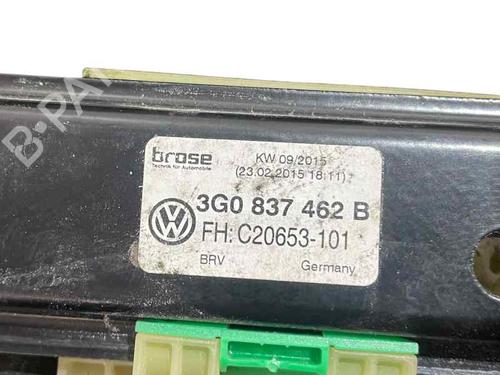 brose
Technik für Automobile
KW 09/2015
(23.02.2015 18:11)
3G0 837 462 B
FH: C20653-101
BRV
Germany
B-PARTS